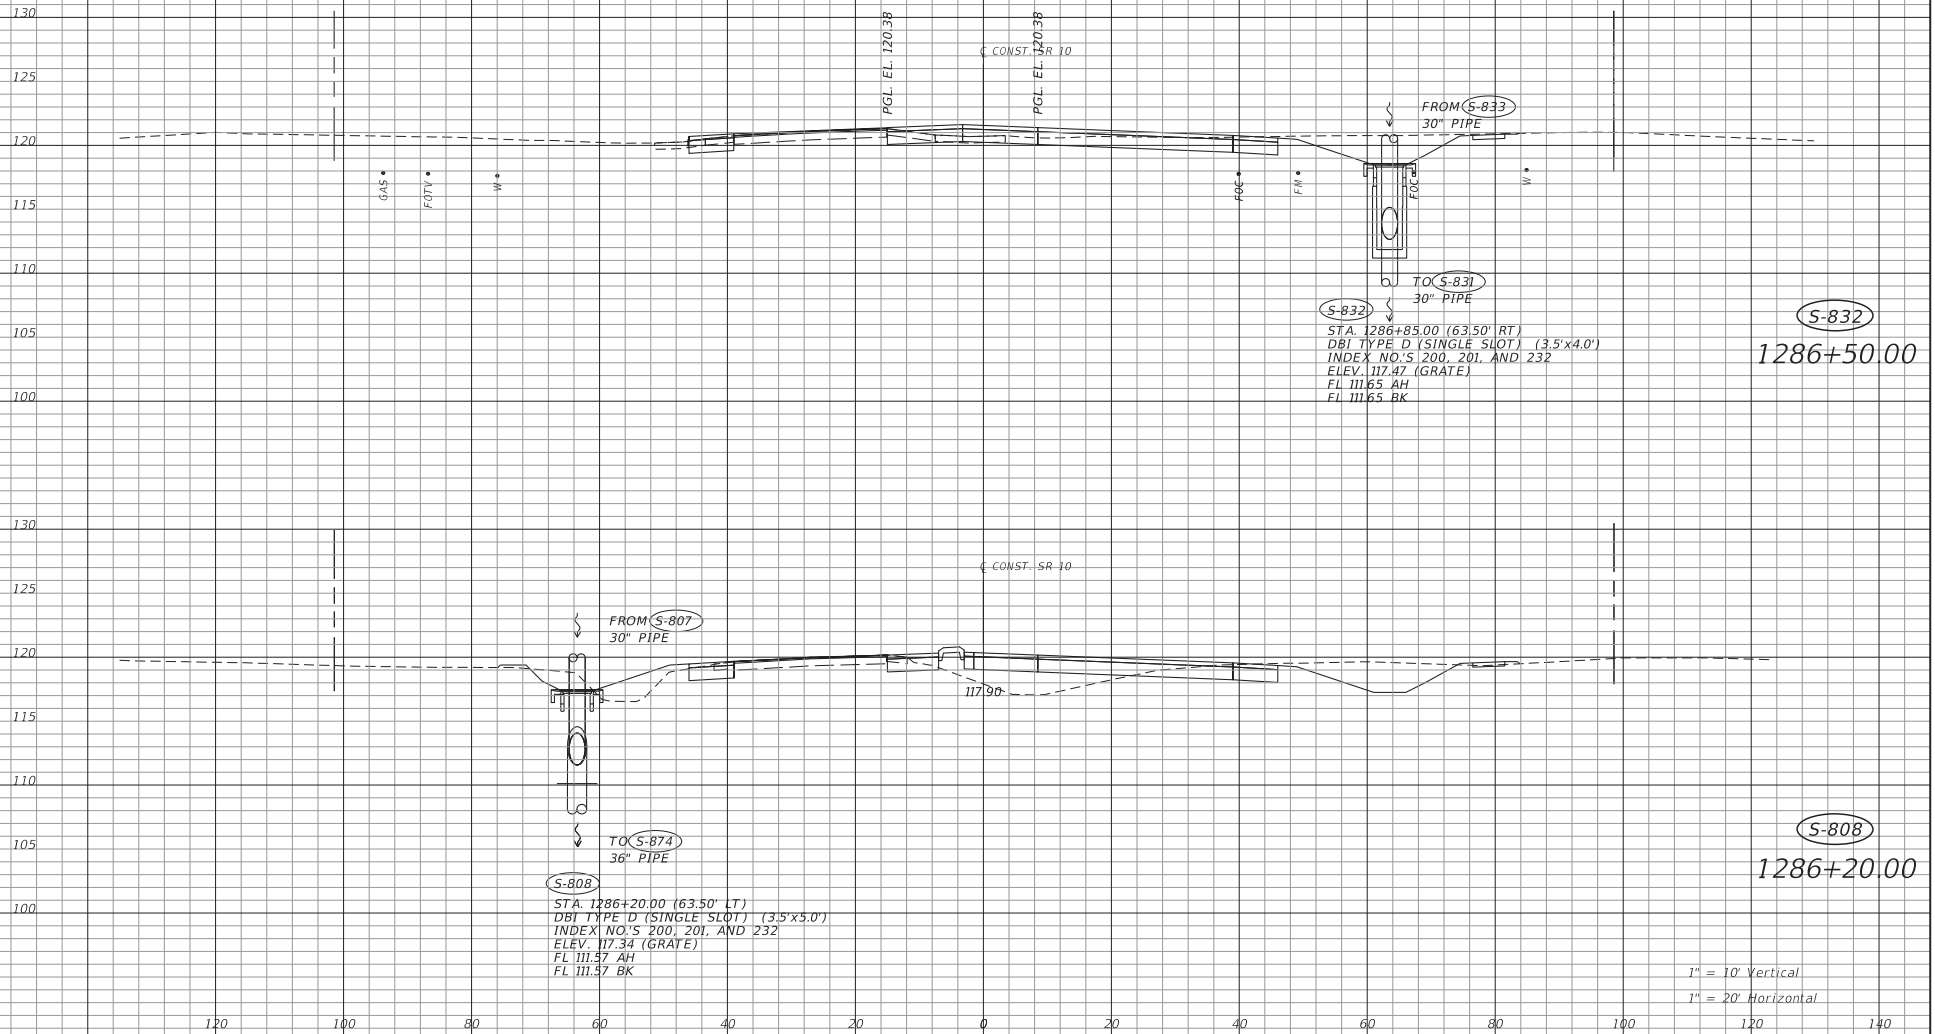 130
PGL. EL. 120.38
PGL. EL. 120.38
℄ CONST. SR 10
125
FROM S-833
30" PIPE
120
GAS
FOTV
W
FOC
FM
FOC
W
115
110
TO S-831
30" PIPE
S-832
STA. 1286+85.00 (63.50' RT)
DBI TYPE D (SINGLE SLOT) (3.5'x4.0')
INDEX NO.'S 200, 201, AND 232
ELEV. 117.47 (GRATE)
FL 111.65 AH
FL 111.65 BK
105
S-832
1286+50.00
100
130
℄ CONST. SR 10
125
FROM S-807
30" PIPE
120
117.90
115
110
105
TO S-874
36" PIPE
S-808
1286+20.00
S-808
STA. 1286+20.00 (63.50' LT)
DBI TYPE D (SINGLE SLOT) (3.5'x5.0')
INDEX NO.'S 200, 201, AND 232
ELEV. 117.34 (GRATE)
FL 111.57 AH
FL 111.57 BK
100
1" = 10' Vertical
1" = 20' Horizontal
120 100 80 60 40 20 0 20 40 60 80 100 120 140